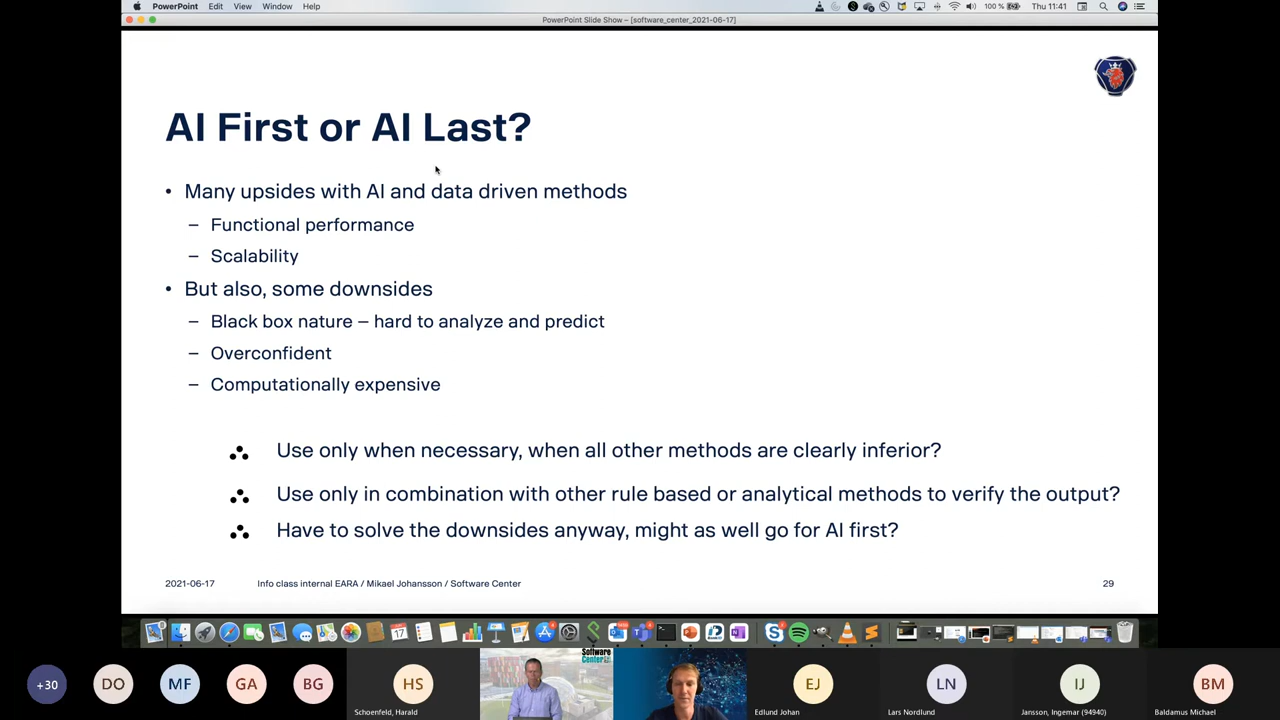 PowerPoint Edit View Window Help 100 % Thu 11:41
PowerPoint Slide Show – [software_center_2021-06-17]
AI First or AI Last?
• Many upsides with AI and data driven methods
– Functional performance
– Scalability
• But also, some downsides
– Black box nature – hard to analyze and predict
– Overconfident
– Computationally expensive
∴ Use only when necessary, when all other methods are clearly inferior?
∴ Use only in combination with other rule based or analytical methods to verify the output?
∴ Have to solve the downsides anyway, might as well go for AI first?
2021-06-17 Info class internal EARA / Mikael Johansson / Software Center 29
+30 DO MF GA BG HS Software Center EJ LN IJ BM
Schoenfeld, Harald Edlund Johan Lars Nordlund Jansson, Ingemar (94940) Baldamus Michael